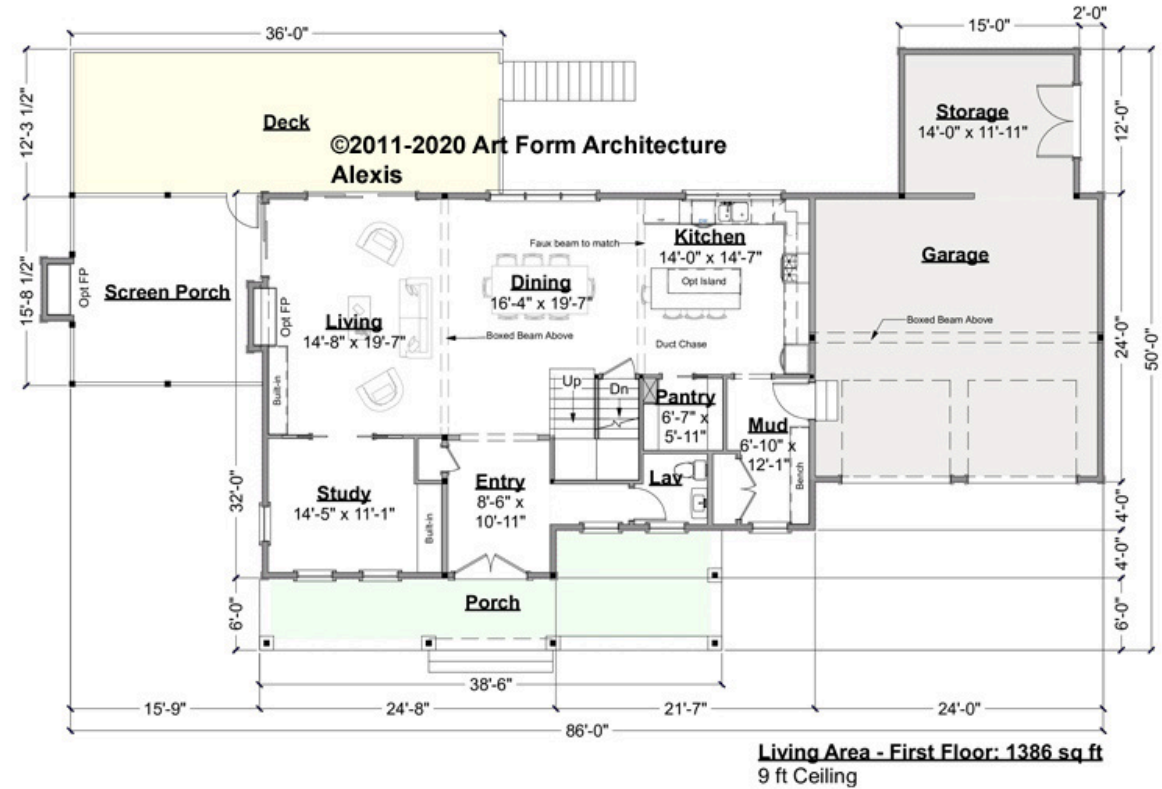 36'-0"
15'-0"
2'-0"
12'-3 1/2"
Deck
©2011-2020 Art Form Architecture
Alexis
Storage
14'-0" x 11'-11"
12'-0"
Faux beam to match
Kitchen
14'-0" x 14'-7"
Garage
15'-8 1/2"
Opt FP
Screen Porch
Opt FP
Dining
16'-4" x 19'-7"
Opt Island
Living
14'-8" x 19'-7"
Boxed Beam Above
Duct Chase
Boxed Beam Above
24'-0"
50'-0"
Built-in
Up
Dn
Pantry
6'-7" x
5'-11"
Mud
6'-10" x
12'-1"
Bench
32'-0"
Study
14'-5" x 11'-1"
Built-in
Entry
8'-6" x
10'-11"
Lav
4'-0"
4'-0"
Porch
6'-0"
6'-0"
38'-6"
15'-9"
24'-8"
21'-7"
24'-0"
86'-0"
Living Area - First Floor: 1386 sq ft
9 ft Ceiling